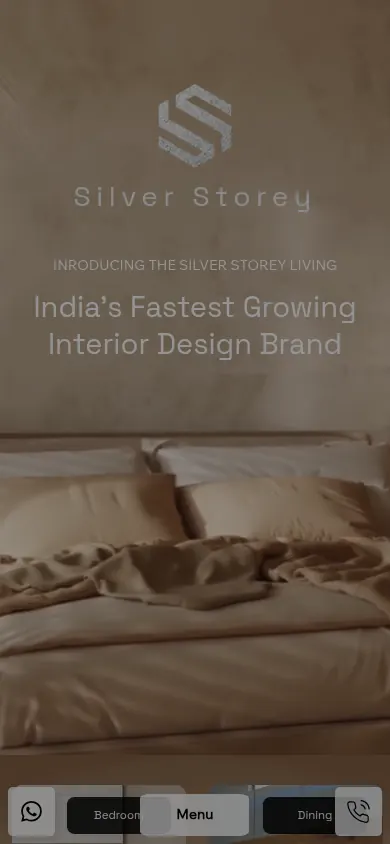 Silver Storey
INRODUCING THE SILVER STOREY LIVING
India's Fastest Growing
Interior Design Brand
Bedroom
Menu
Dining